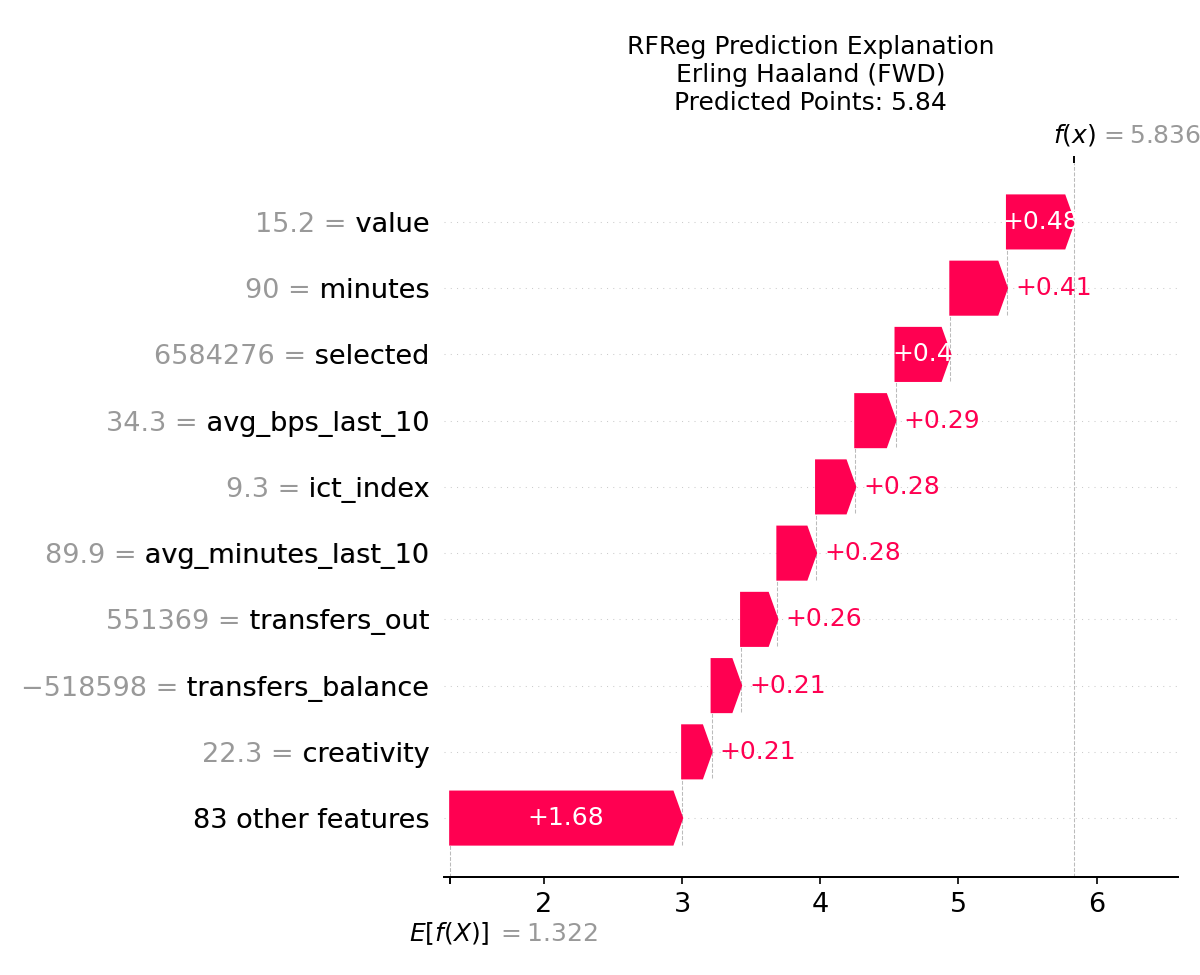 RFReg Prediction Explanation
Erling Haaland (FWD)
Predicted Points: 5.84
f(x) = 5.836
15.2 = value
+0.48
90 = minutes
+0.41
6584276 = selected
+0.4
34.3 = avg_bps_last_10
+0.29
9.3 = ict_index
+0.28
89.9 = avg_minutes_last_10
+0.28
551369 = transfers_out
+0.26
−518598 = transfers_balance
+0.21
22.3 = creativity
+0.21
83 other features
+1.68
2 3 4 5 6
E[f(X)] = 1.322